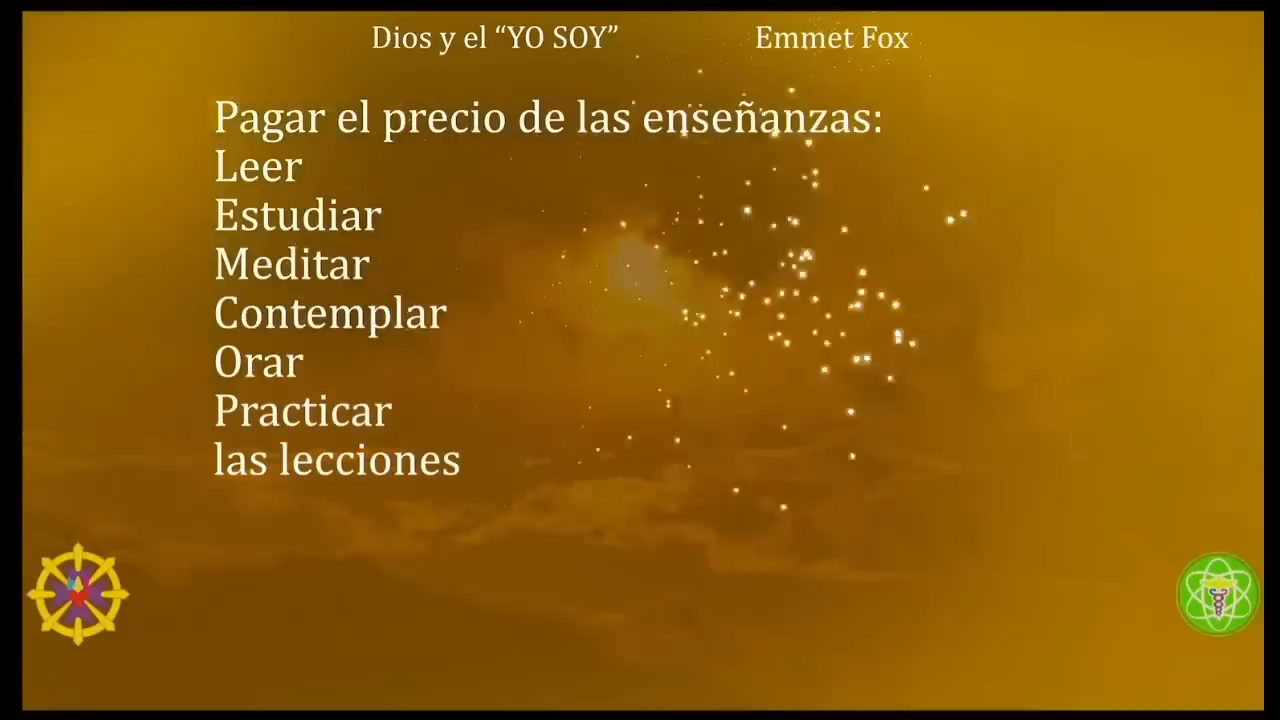 Dios y el “YO SOY” Emmet Fox
Pagar el precio de las enseñanzas:
Leer
Estudiar
Meditar
Contemplar
Orar
Practicar
las lecciones